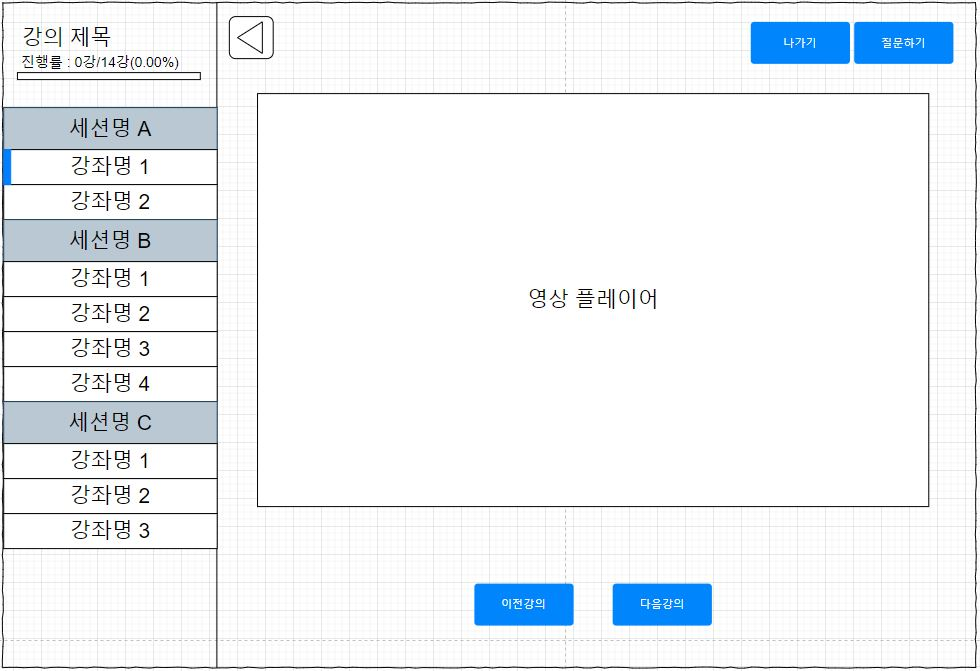 강의 제목
진행률 : 0강/14강(0.00%)
나가기
질문하기
세션명 A
강좌명 1
강좌명 2
세션명 B
강좌명 1
강좌명 2
강좌명 3
강좌명 4
세션명 C
강좌명 1
강좌명 2
강좌명 3
영상 플레이어
이전강의
다음강의